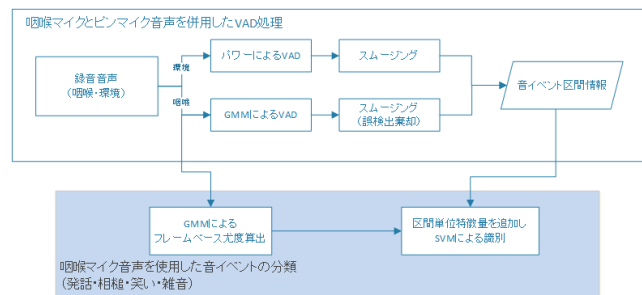 咽喉マイクとピンマイク音声を併用したVAD処理
録音音声
(咽喉・環境)
環境
咽喉
パワーによるVAD
スムージング
GMMによるVAD
スムージング
(誤検出棄却)
音イベント区間情報
GMMによる
フレームベース尤度算出
区間単位特徴量を追加し
SVMによる識別
咽喉マイク音声を使用した音イベントの分類
(発話・相槌・笑い・雑音)